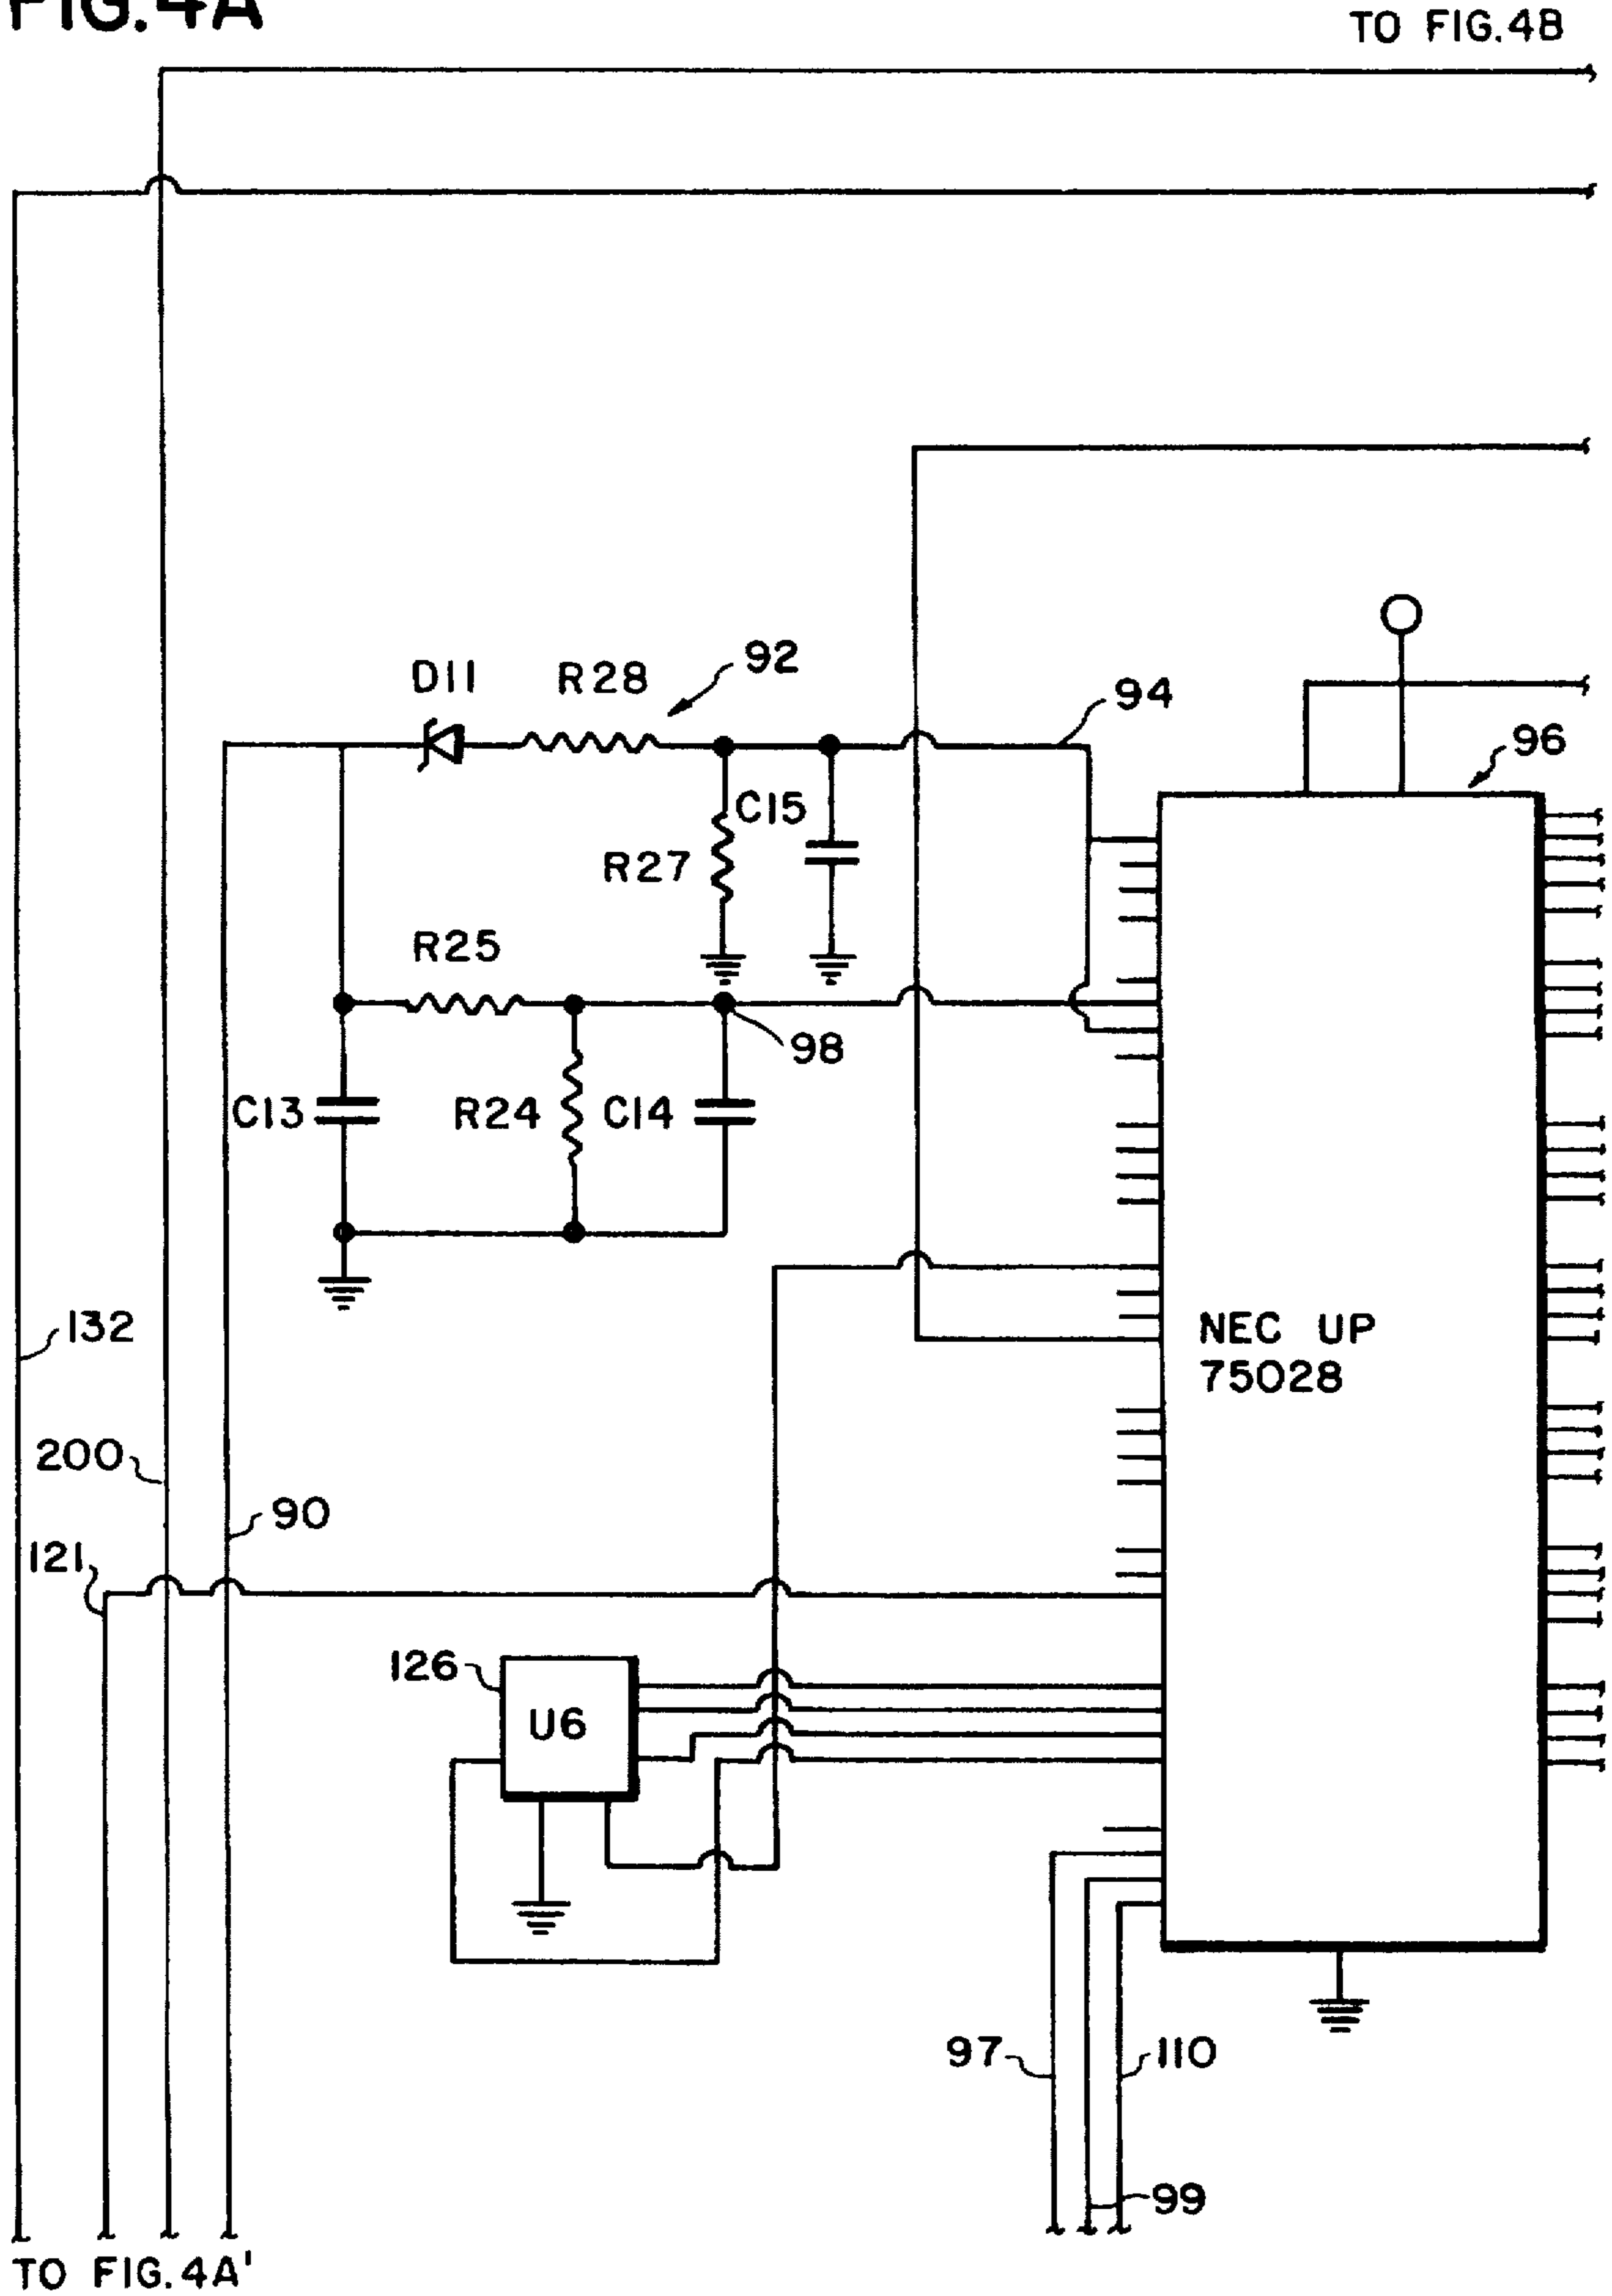 FIG.4A
TO FIG.4B
D11
R28
92
94
96
C15
R27
R25
98
C13
R24
C14
132
NEC UP
75028
200
90
121
126
U6
97
110
99
TO FIG.4A'